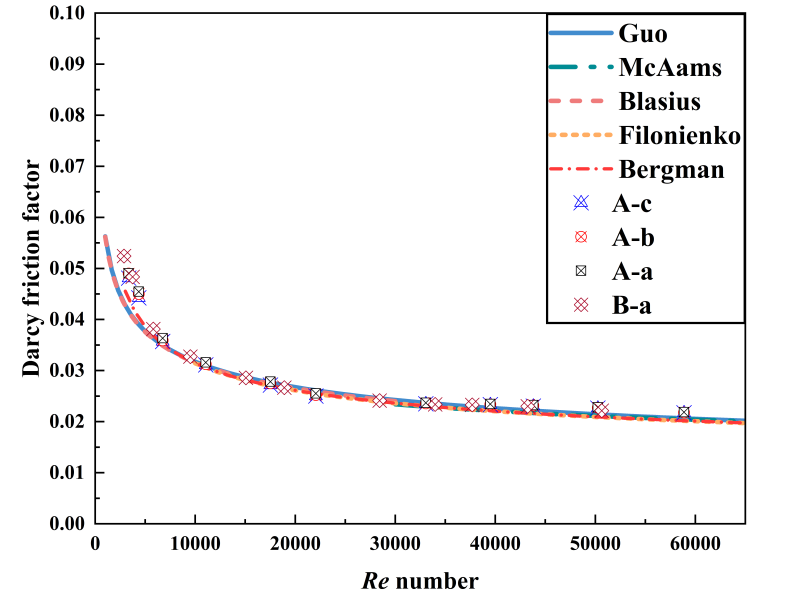 0.10
0.09
0.08
0.07
0.06
0.05
0.04
0.03
0.02
0.01
0.00
Darcy friction factor
0 10000 20000 30000 40000 50000 60000
Re number
Guo
McAams
Blasius
Filonienko
Bergman
A-c
A-b
A-a
B-a